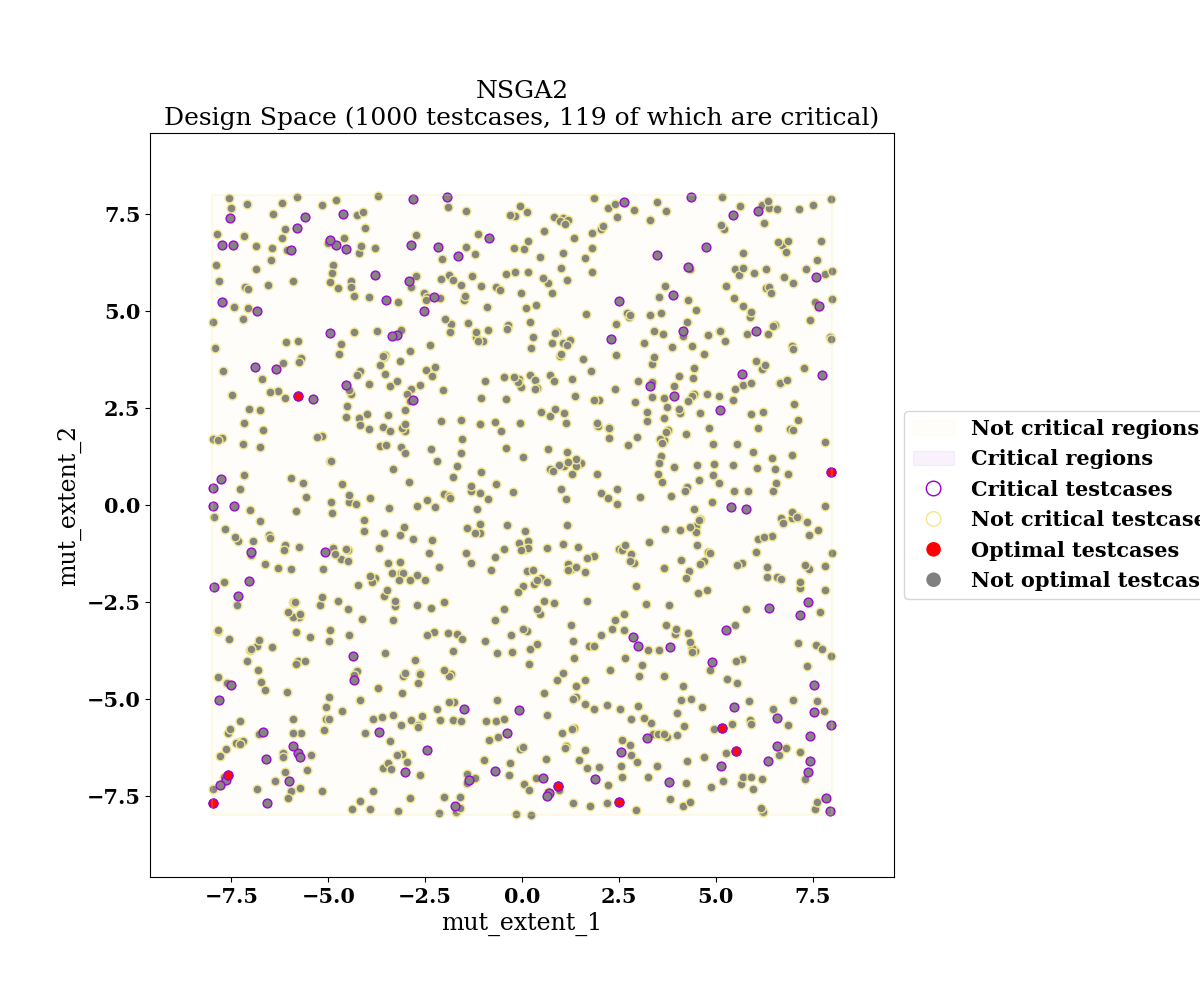 NSGA2
Design Space (1000 testcases, 119 of which are critical)
7.5
5.0
2.5
0.0
−2.5
−5.0
−7.5
mut_extent_2
−7.5 −5.0 −2.5 0.0 2.5 5.0 7.5
mut_extent_1
Not critical regions
Critical regions
Critical testcases
Not critical testcase
Optimal testcases
Not optimal testcas